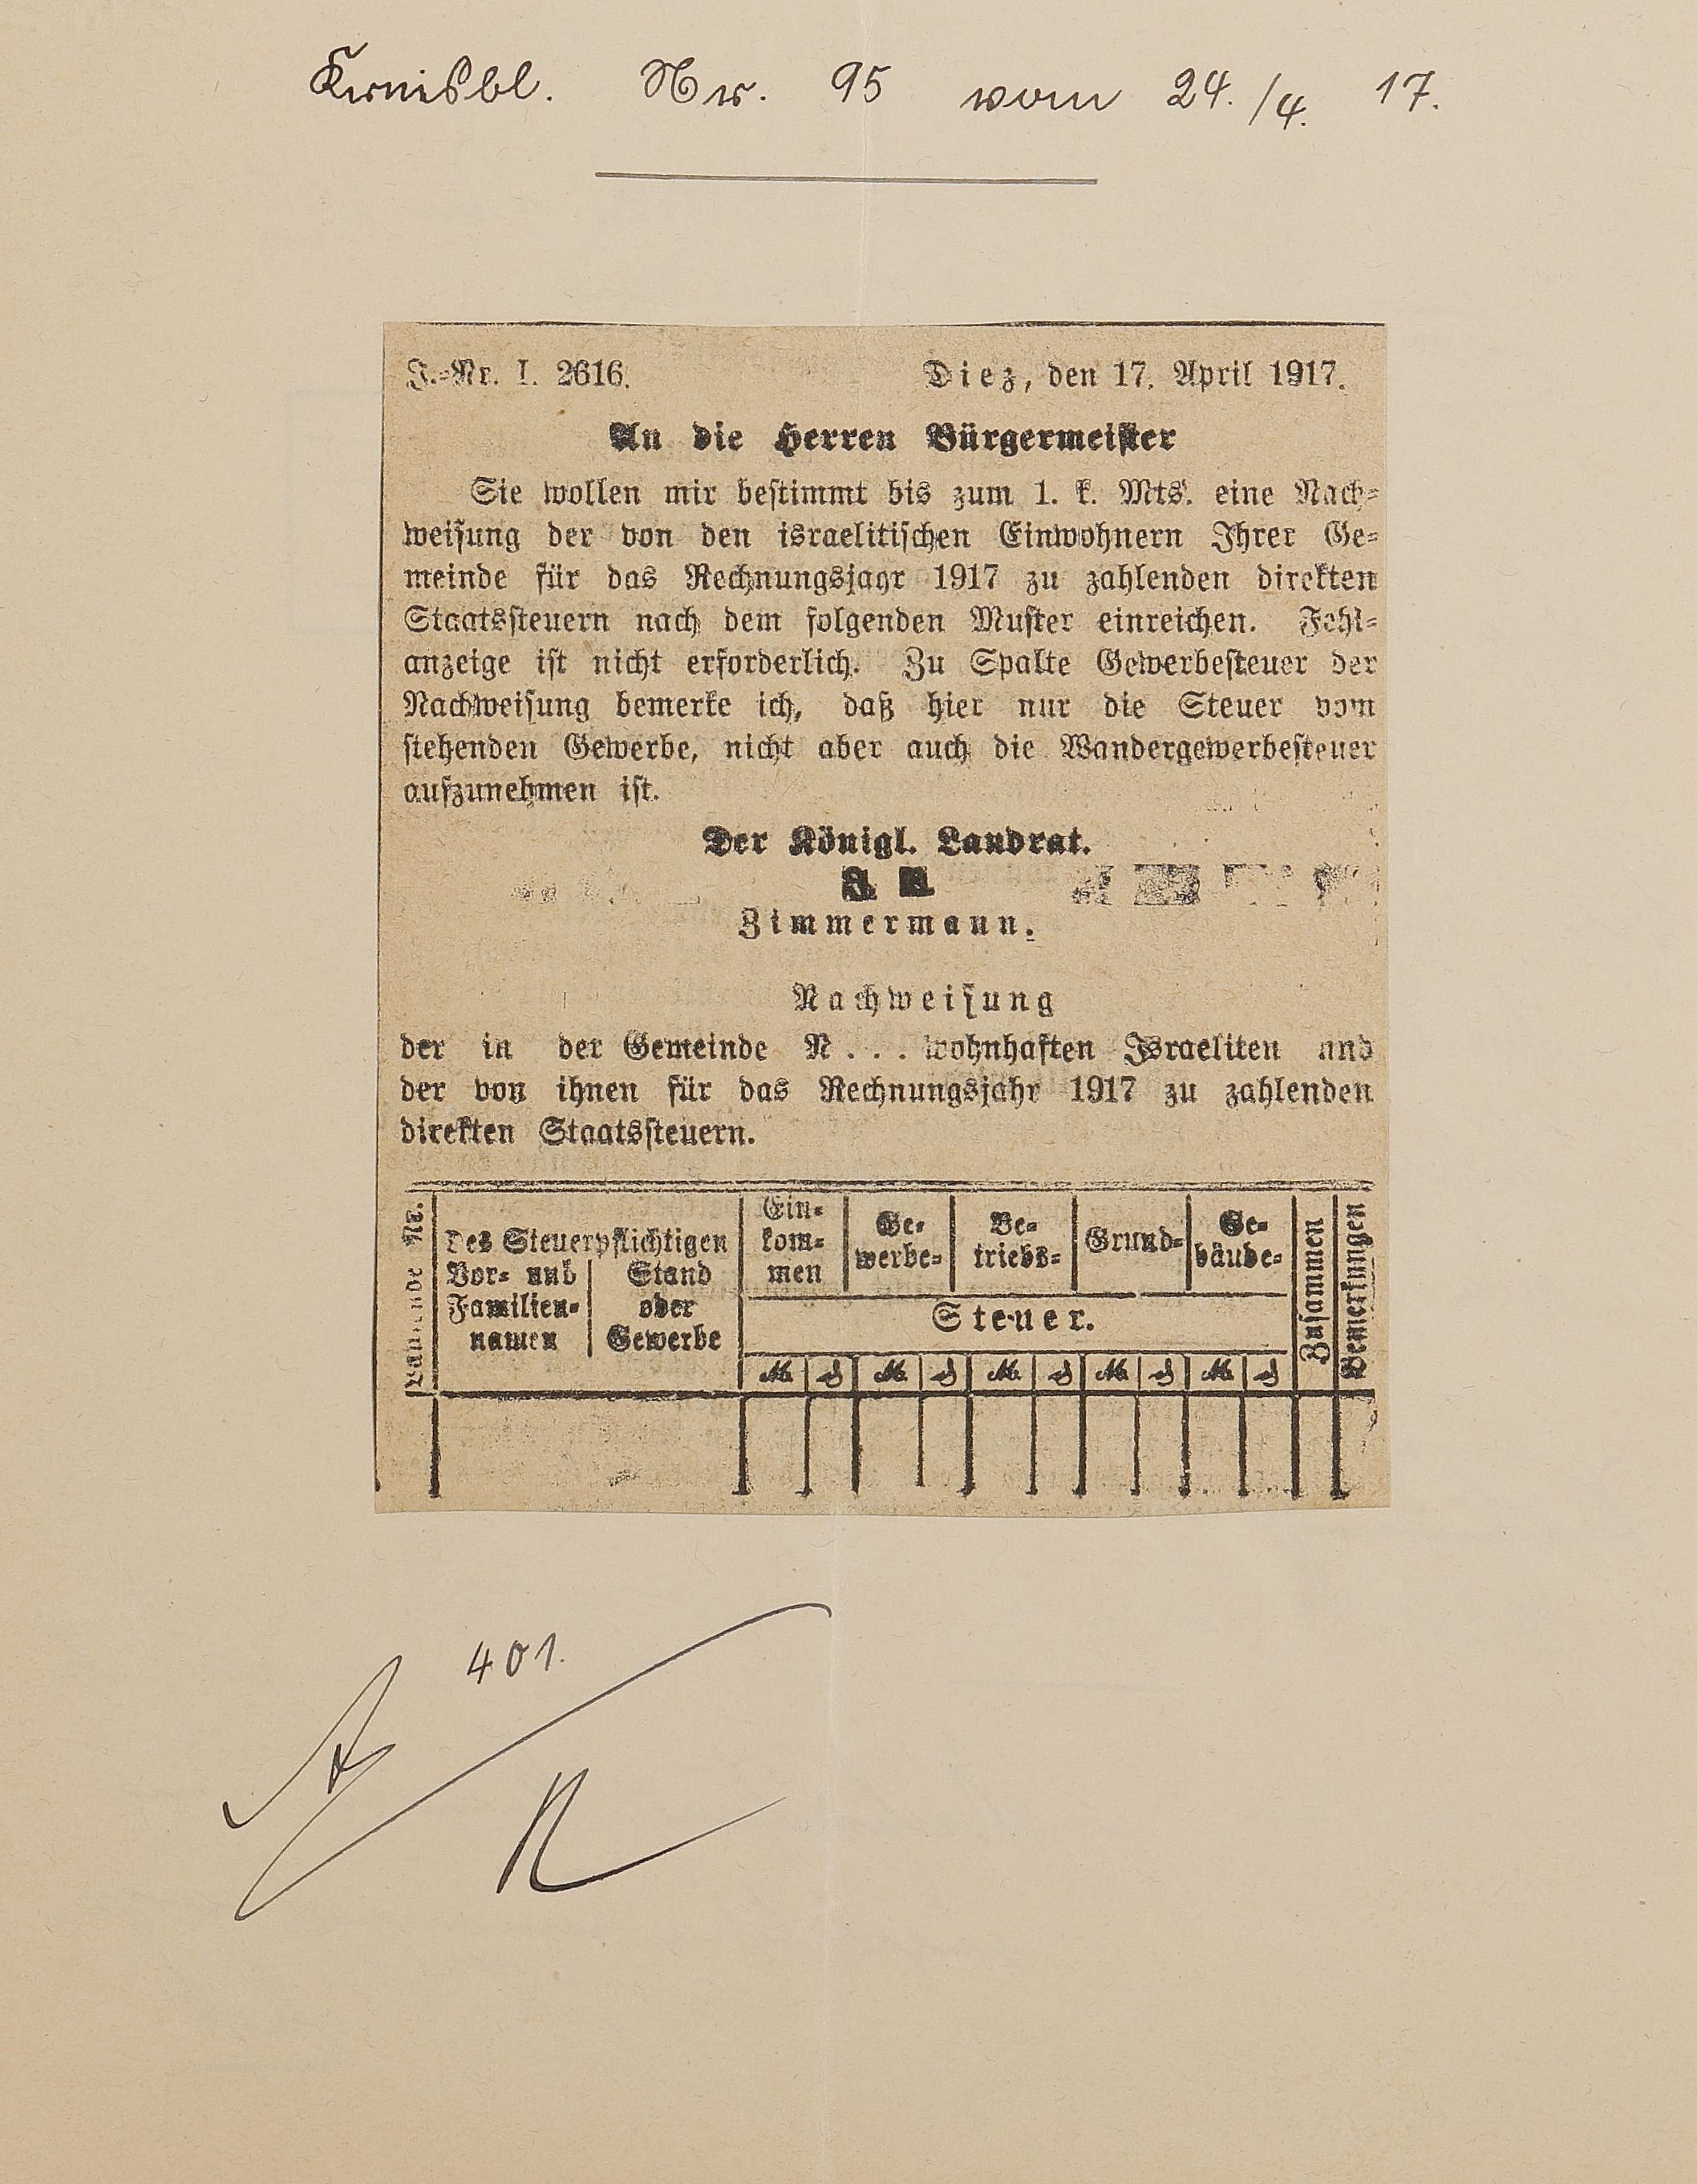 Kreisbl. Nr. 95 vom 24./4. 17.
J.-Nr. I. 2616. Diez, den 17. April 1917.
An die Herren Bürgermeister
Sie wollen mir bestimmt bis zum 1. k. Mts. eine Nach-
weisung der von den israelitischen Einwohnern Ihrer Ge-
meinde für das Rechnungsjahr 1917 zu zahlenden direkten
Staatssteuern nach dem folgenden Muster einreichen. Fehl-
anzeige ist nicht erforderlich. Zu Spalte Gewerbesteuer der
Nachweisung bemerke ich, daß hier nur die Steuer vom
stehenden Gewerbe, nicht aber auch die Wandergewerbesteuer
aufzunehmen ist.
Der Königl. Landrat.
J. V.
Zimmermann.
Nachweisung
der in der Gemeinde N . . . wohnhaften Israeliten und
der von ihnen für das Rechnungsjahr 1917 zu zahlenden
direkten Staatssteuern.
Laufende Nr.
Des Steuerpflichtigen
Vor- und
Familien-
namen
Stand
oder
Gewerbe
Ein-
kom-
men
Ge-
werbe-
Be-
triebs-
Grund-
Ge-
bäude-
Steuer.
M. ₰ M. ₰ M. ₰ M. ₰ M. ₰
Zusammen
Bemerkungen
401.